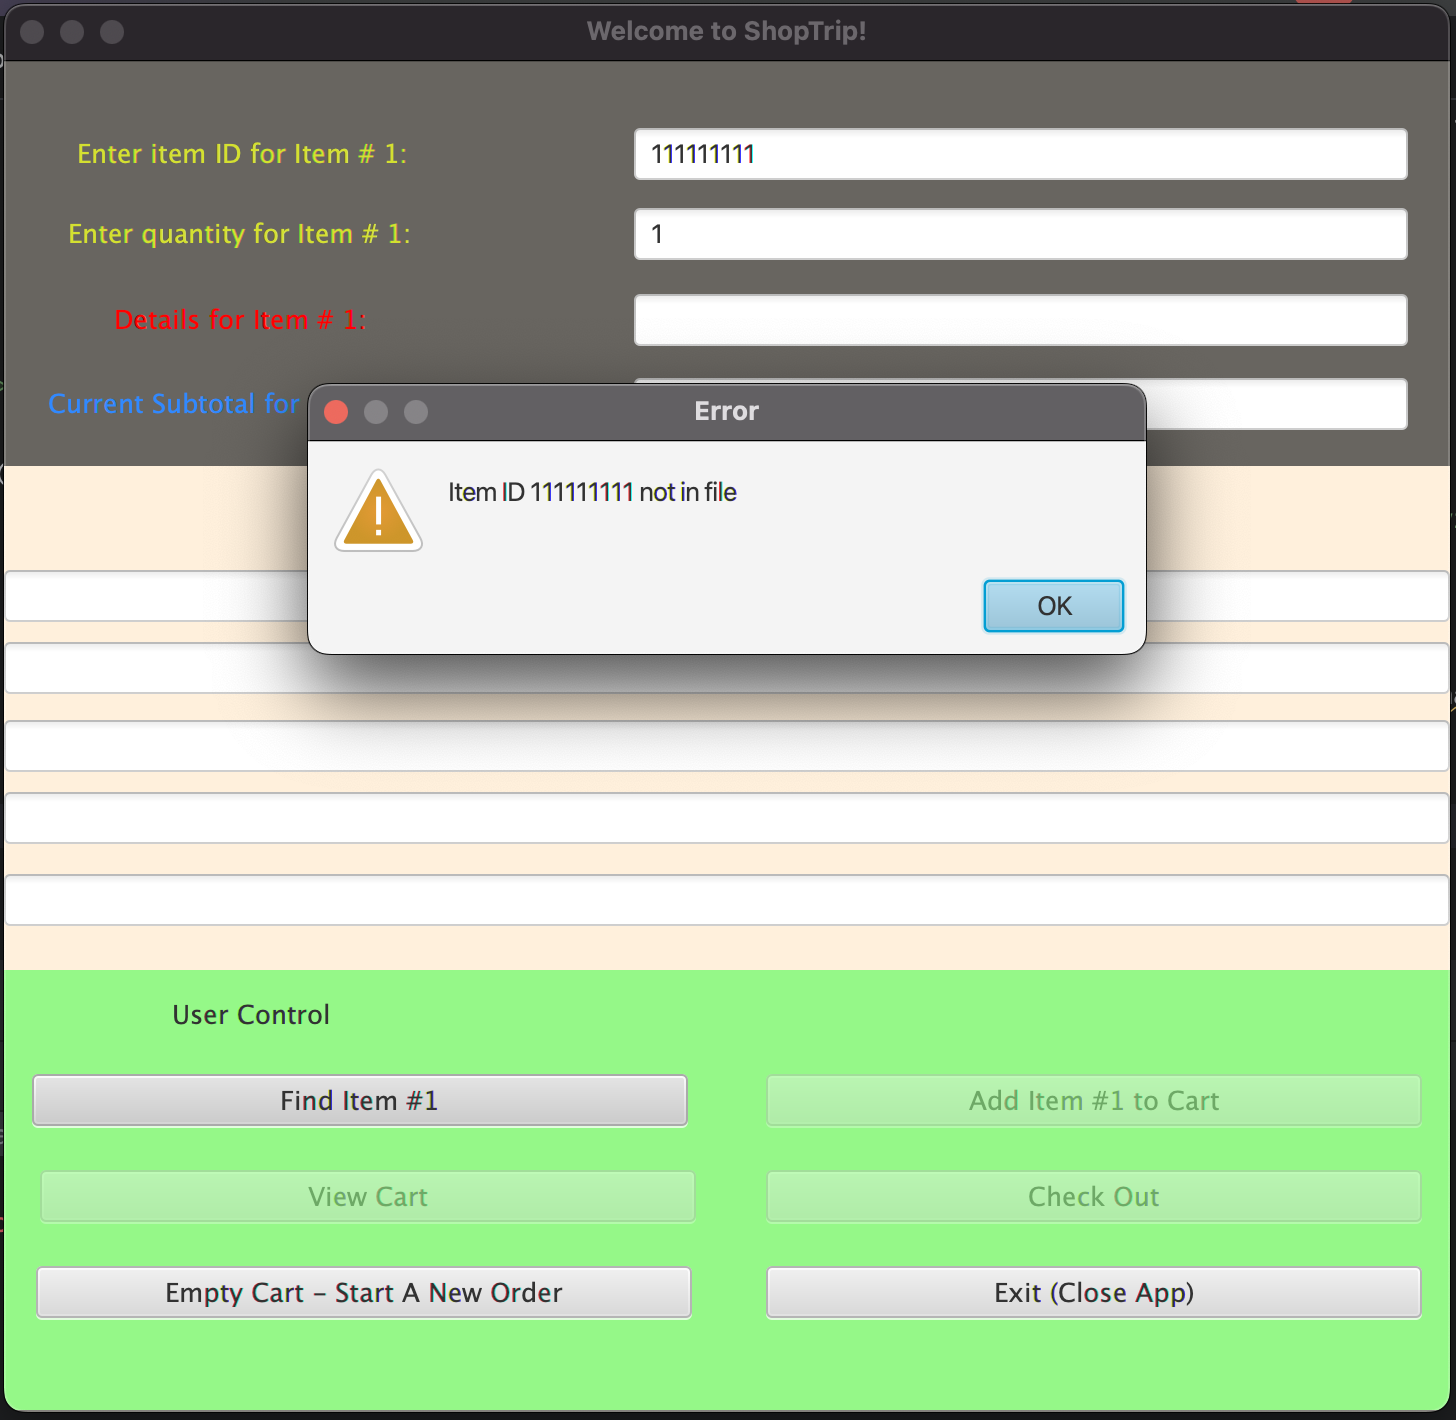 Welcome to ShopTrip!
Enter item ID for Item # 1:
111111111
Enter quantity for Item # 1:
1
Details for Item # 1:
Current Subtotal for
Error
Item ID 111111111 not in file
OK
User Control
Find Item #1
Add Item #1 to Cart
View Cart
Check Out
Empty Cart – Start A New Order
Exit (Close App)